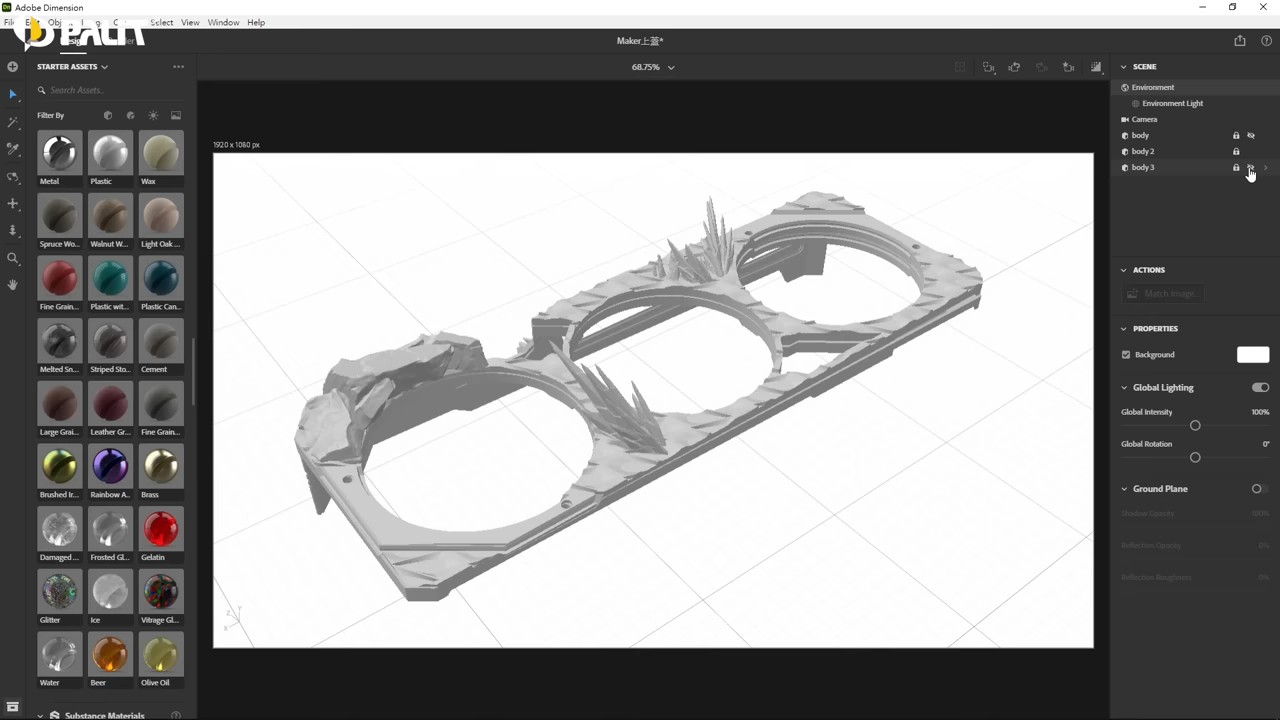 Adobe Dimension
Select View Window Help
Maker上蓋*
STARTER ASSETS
68.75%
SCENE
Search Assets...
Environment
Filter By
Environment Light
Camera
body
body 2
body 3
1920 x 1080 px
Metal Plastic Wax
Spruce Wo... Walnut W... Light Oak ...
Fine Grain... Plastic wit... Plastic Can...
Melted Sn... Striped Sto... Cement
Large Grai... Leather Gr... Fine Grain...
Brushed Ir... Rainbow A... Brass
Damaged ... Frosted Gl... Gelatin
Glitter Ice Vitrage Gl...
Water Beer Olive Oil
Substance Materials
ACTIONS
Match Image...
PROPERTIES
Background
Global Lighting
Global Intensity 100%
Global Rotation 0°
Ground Plane
Shadow Opacity 100%
Reflection Opacity 0%
Reflection Roughness 0%